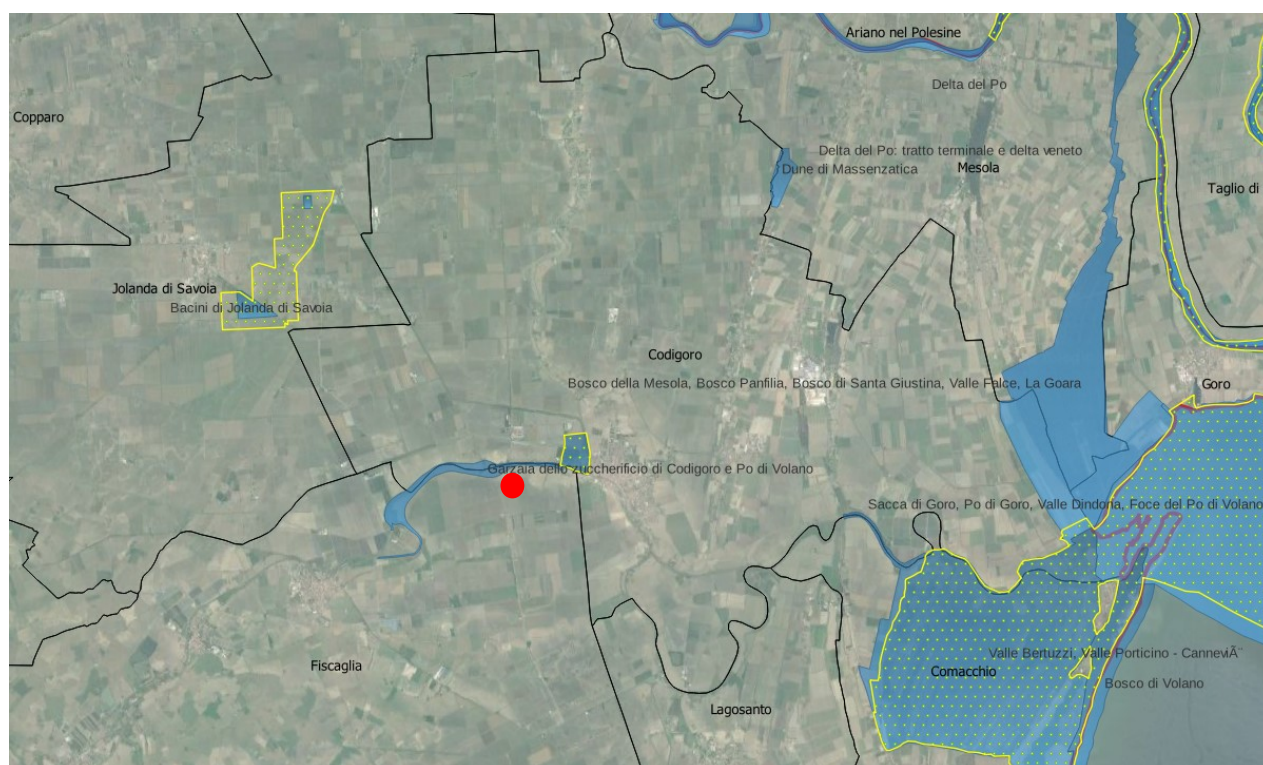 Ariano nel Polesine
Delta del Po
Copparo
Delta del Po: tratto terminale e delta veneto
Dune di Massenzatica
Mesola
Taglio di
Jolanda di Savoia
Bacini di Jolanda di Savoia
Codigoro
Bosco della Mesola, Bosco Panfilia, Bosco di Santa Giustina, Valle Falce, La Goara
Goro
Garzaia dello zuccherificio di Codigoro e Po di Volano
Sacca di Goro, Po di Goro, Valle Dindona, Foce del Po di Volano
Valle Bertuzzi, Valle Porticino - CanneviÃ¨
Fiscaglia
Comacchio
Bosco di Volano
Lagosanto